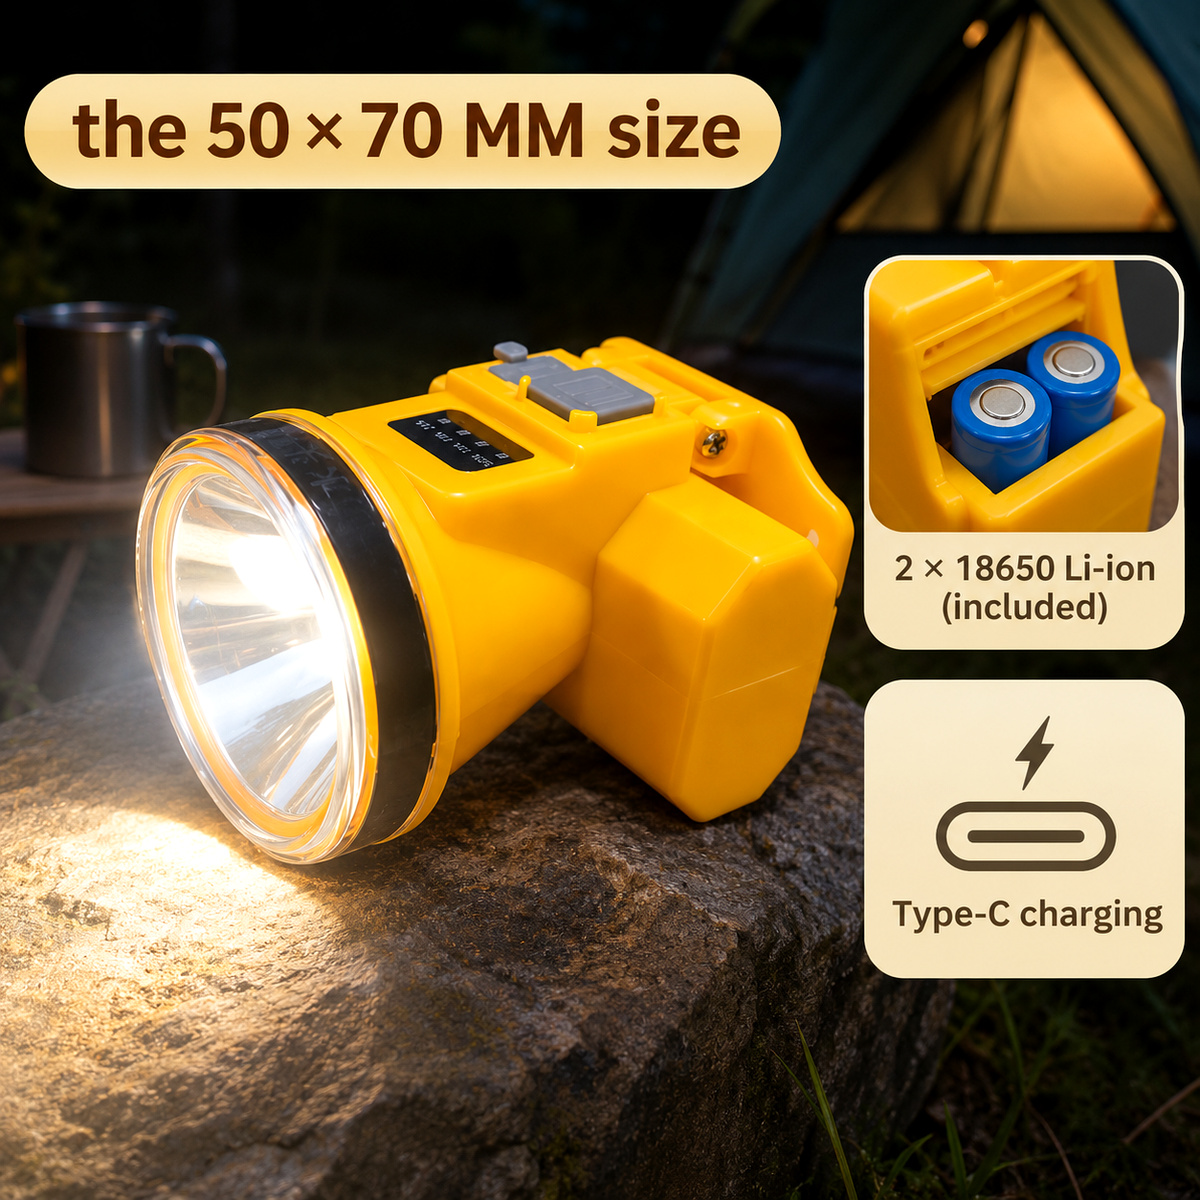 the 50 × 70 MM size
2 × 18650 Li-ion
(included)
Type-C charging